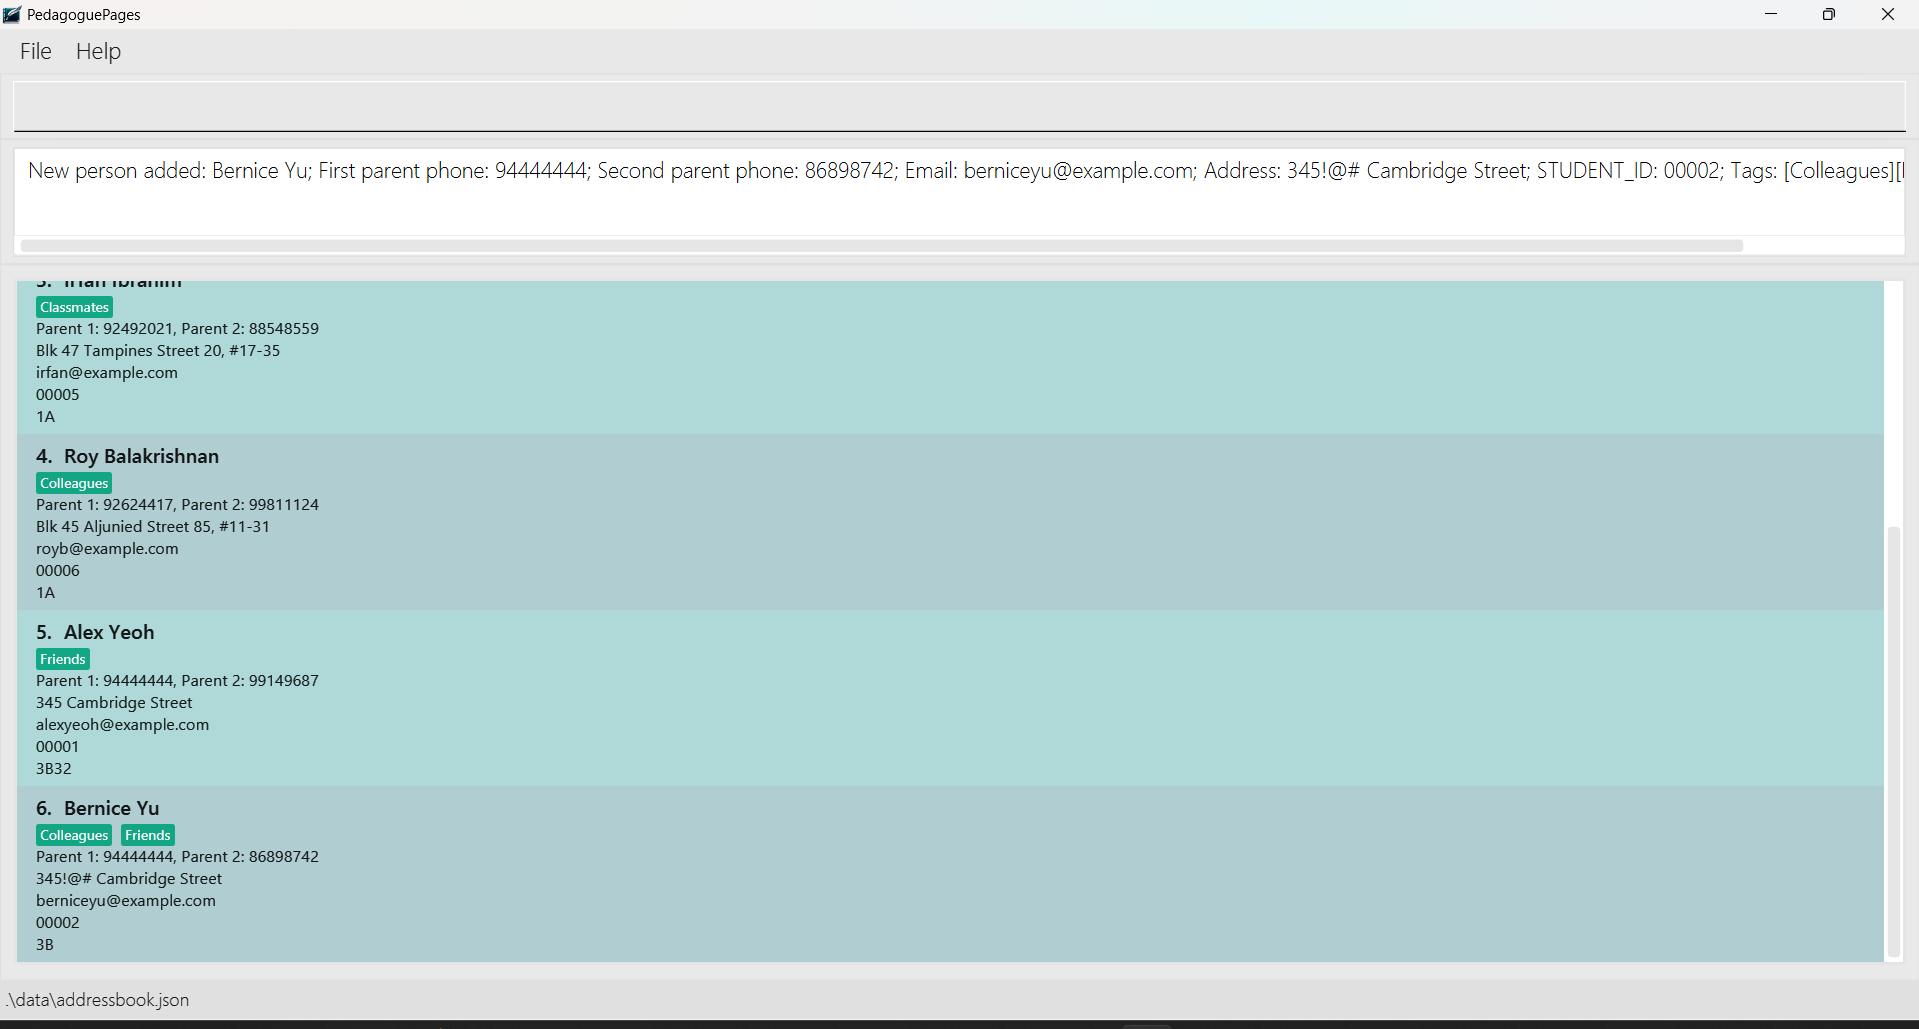 PedagoguePages
File Help
New person added: Bernice Yu; First parent phone: 94444444; Second parent phone: 86898742; Email: berniceyu@example.com; Address: 345!@# Cambridge Street; STUDENT_ID: 00002; Tags: [Colleagues][
3. Irfan Ibrahim
Classmates
Parent 1: 92492021, Parent 2: 88548559
Blk 47 Tampines Street 20, #17-35
irfan@example.com
00005
1A
4. Roy Balakrishnan
Colleagues
Parent 1: 92624417, Parent 2: 99811124
Blk 45 Aljunied Street 85, #11-31
royb@example.com
00006
1A
5. Alex Yeoh
Friends
Parent 1: 94444444, Parent 2: 99149687
345 Cambridge Street
alexyeoh@example.com
00001
3B32
6. Bernice Yu
Colleagues Friends
Parent 1: 94444444, Parent 2: 86898742
345!@# Cambridge Street
berniceyu@example.com
00002
3B
.\data\addressbook.json